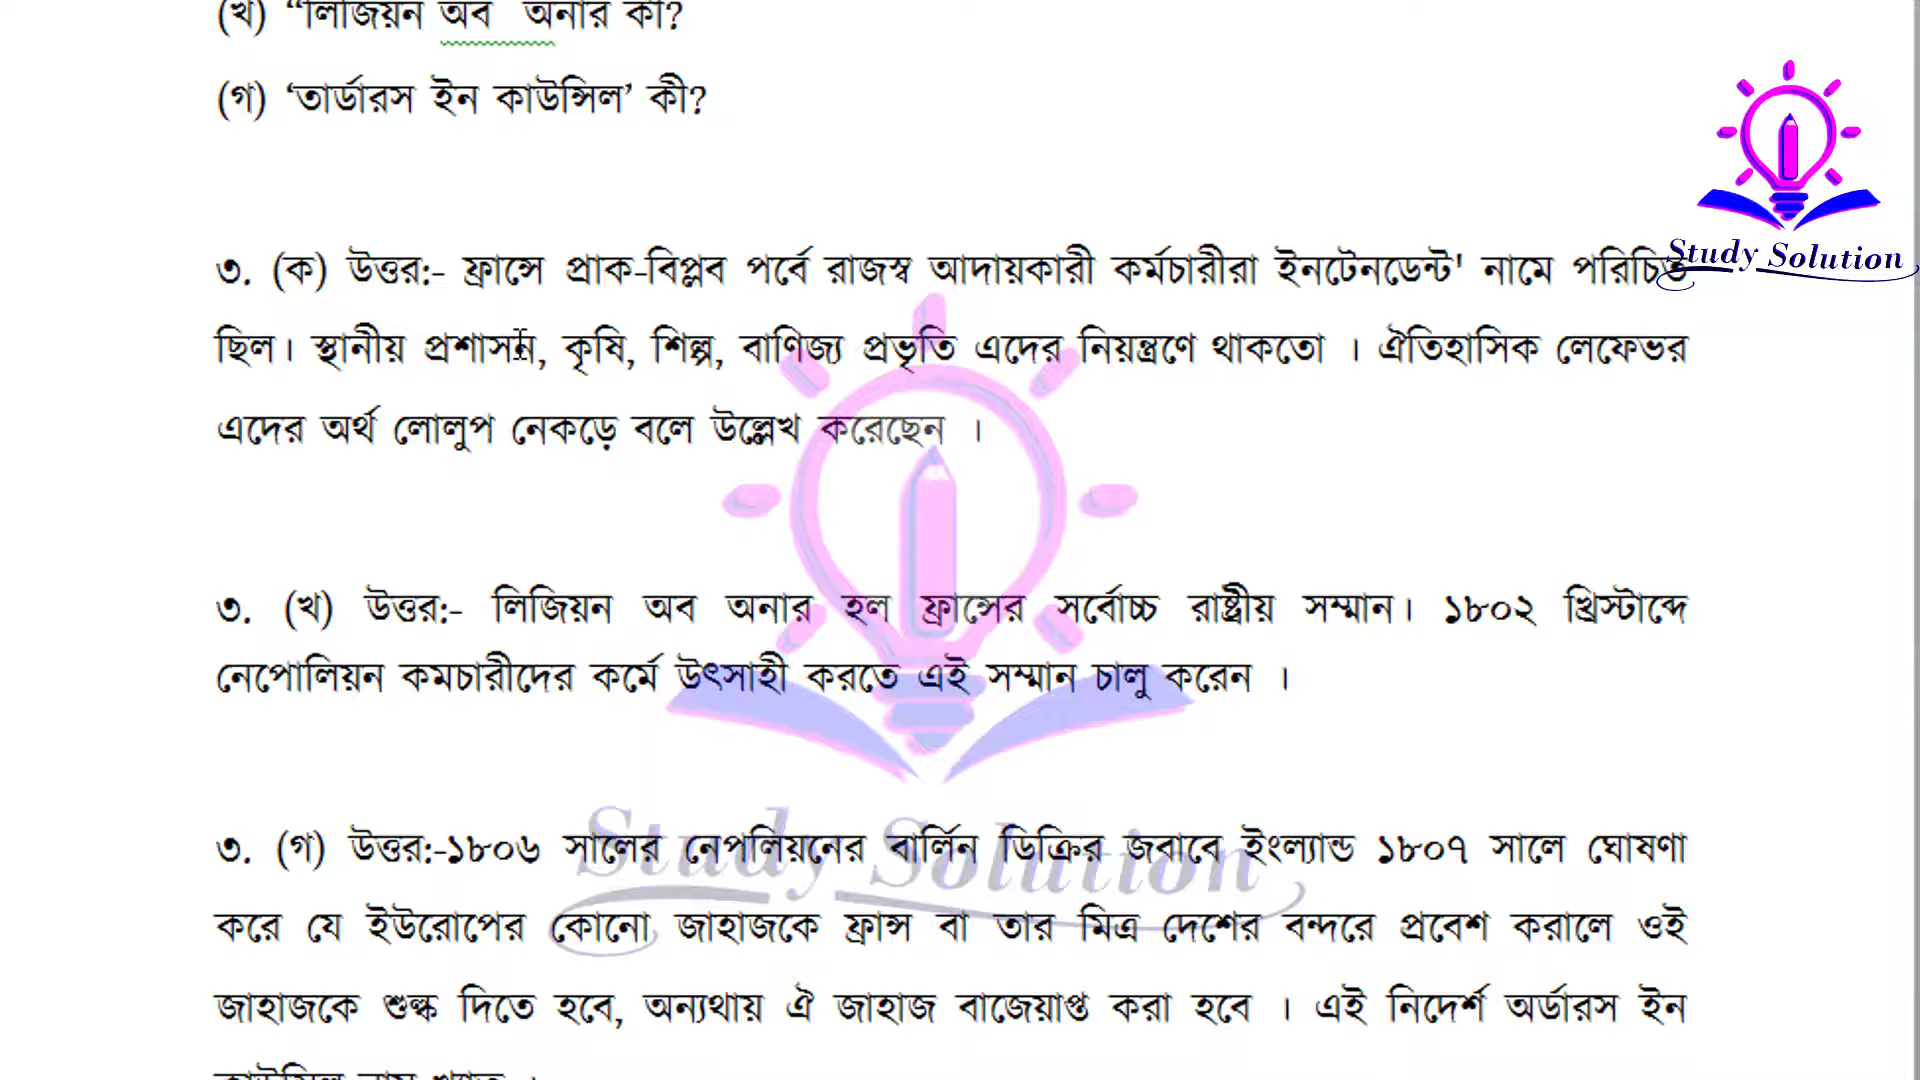 (খ) “লিজিয়ন অব অনার কী?
(গ) ‘তার্ডারস ইন কাউন্সিল’ কী?
Study Solution
৩. (ক) উত্তর:- ফ্রান্সে প্রাক-বিপ্লব পর্বে রাজস্ব আদায়কারী কর্মচারীরা ইনটেনডেন্ট' নামে পরিচিত
ছিল। স্থানীয় প্রশাসন, কৃষি, শিল্প, বাণিজ্য প্রভৃতি এদের নিয়ন্ত্রণে থাকতো । ঐতিহাসিক লেফেভর
এদের অর্থ লোলুপ নেকড়ে বলে উল্লেখ করেছেন ।
৩. (খ) উত্তর:- লিজিয়ন অব অনার হল ফ্রান্সের সর্বোচ্চ রাষ্ট্রীয় সম্মান। ১৮০২ খ্রিস্টাব্দে
নেপোলিয়ন কমচারীদের কর্মে উৎসাহী করতে এই সম্মান চালু করেন ।
৩. (গ) উত্তর:-১৮০৬ সালের নেপলিয়নের বার্লিন ডিক্রির জবাবে ইংল্যান্ড ১৮০৭ সালে ঘোষণা
করে যে ইউরোপের কোনো জাহাজকে ফ্রান্স বা তার মিত্র দেশের বন্দরে প্রবেশ করালে ওই
জাহাজকে শুল্ক দিতে হবে, অন্যথায় ঐ জাহাজ বাজেয়াপ্ত করা হবে । এই নিদের্শ অর্ডারস ইন
Study Solution